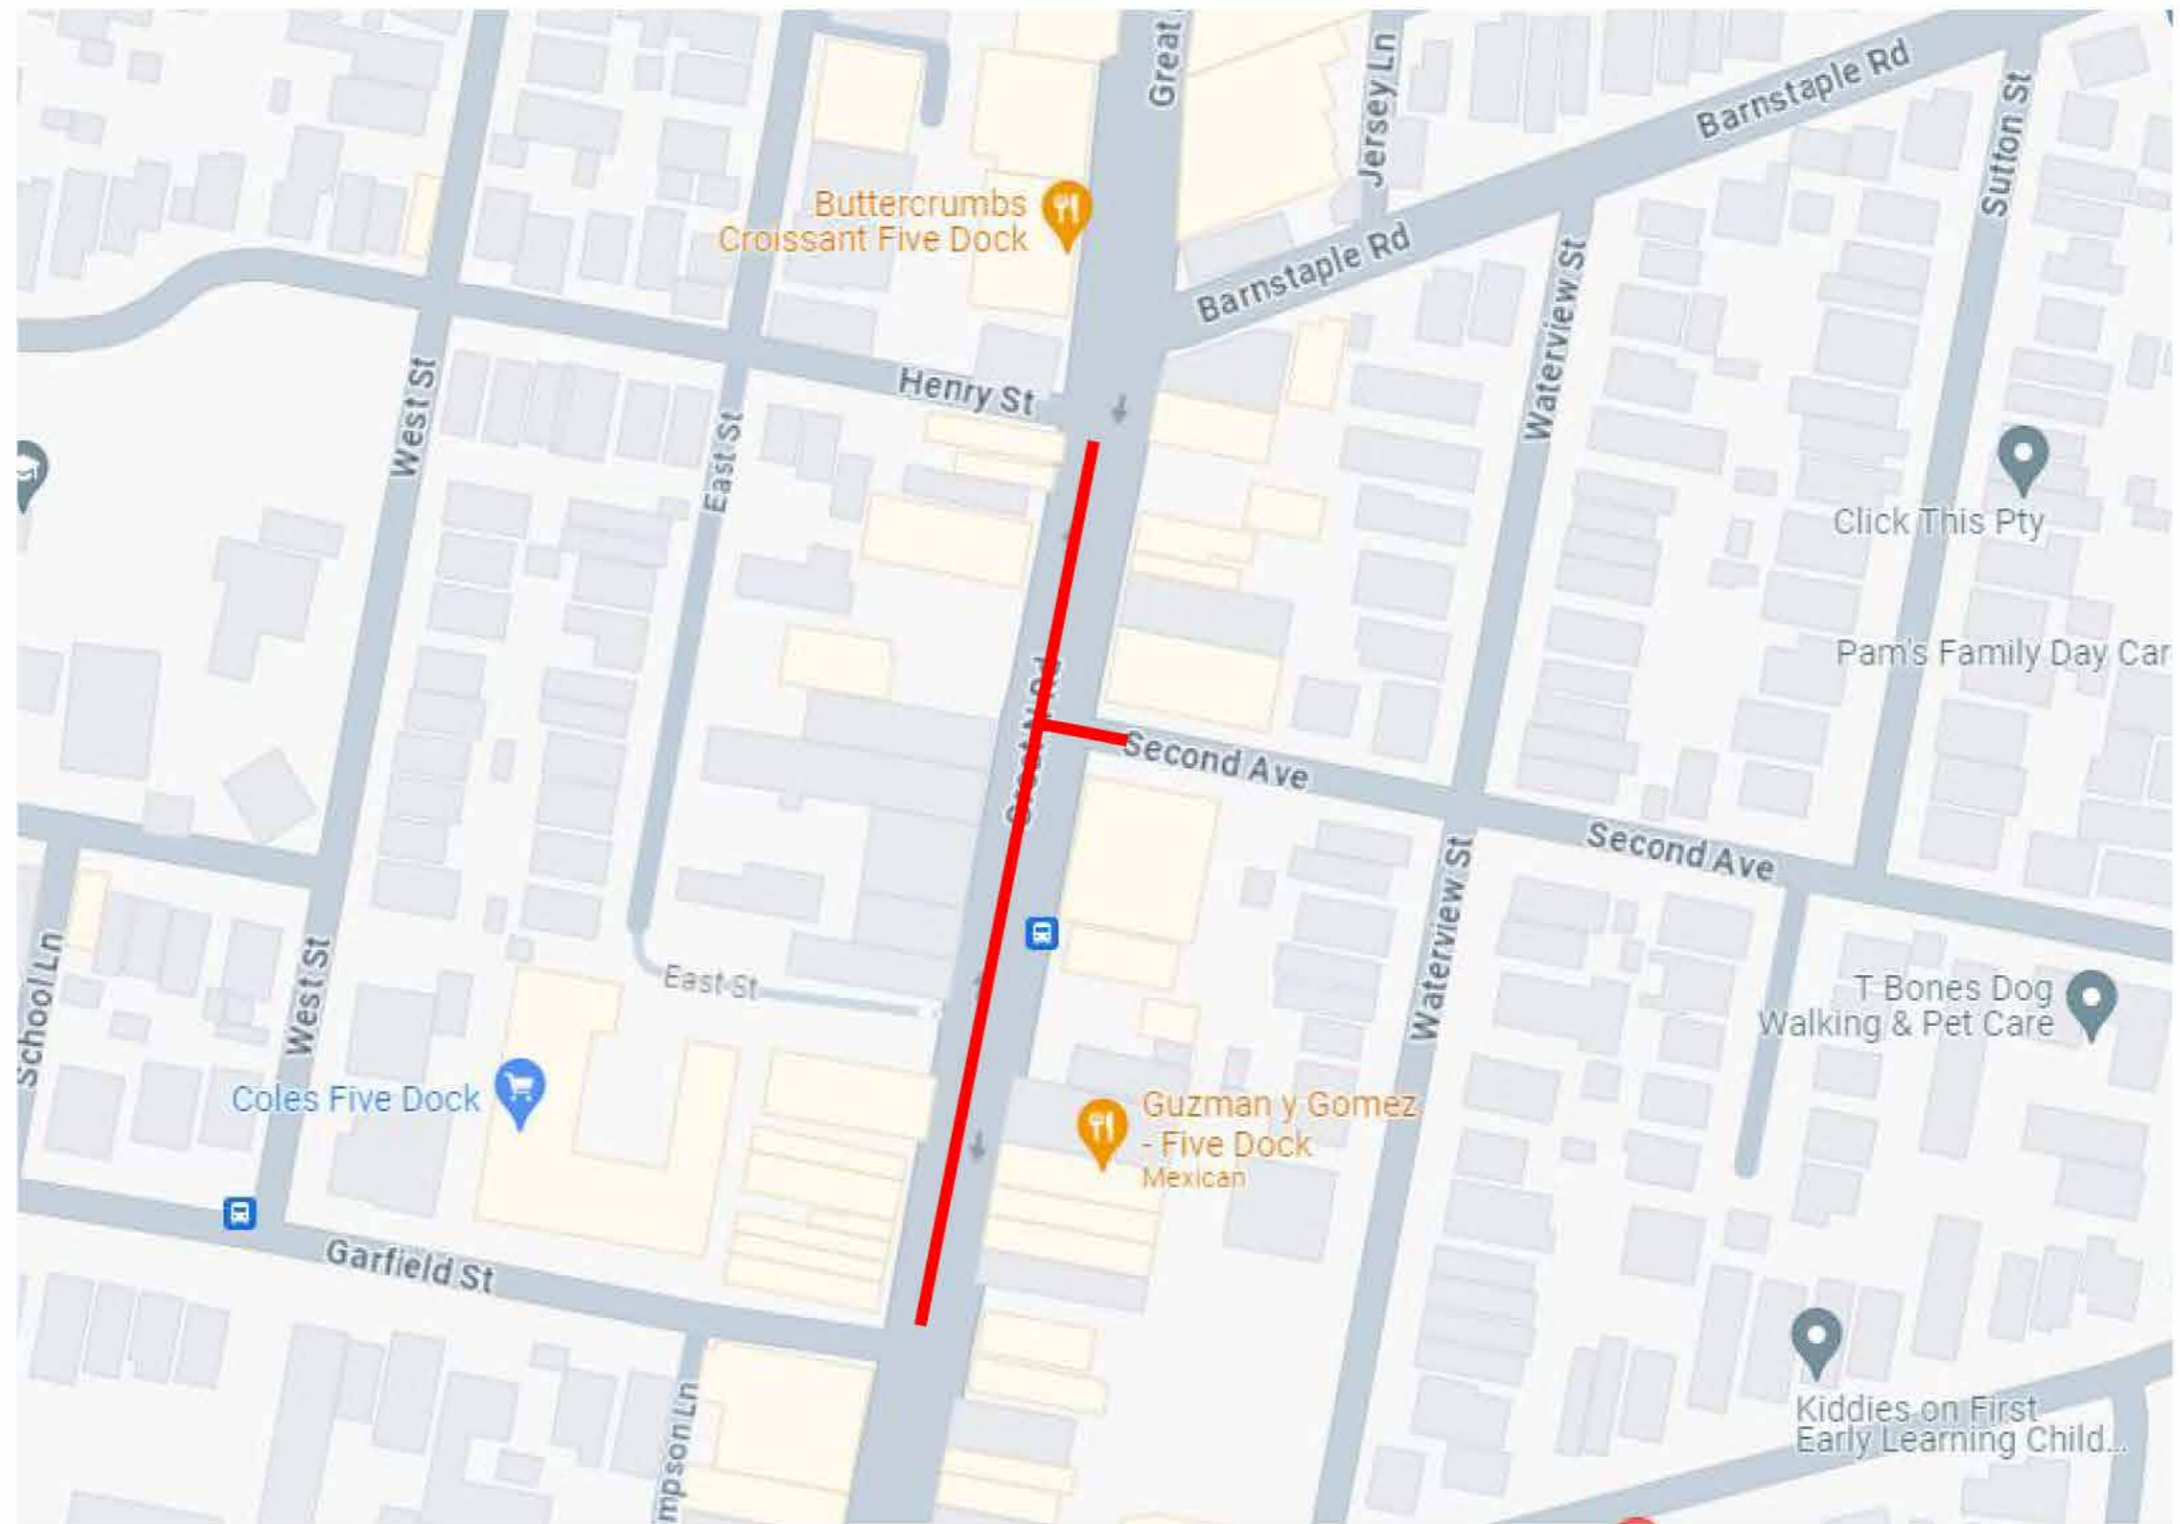 Great
Jersey Ln
Barnstaple Rd
Sutton St
Buttercrumbs
Croissant Five Dock
Barnstaple Rd
Waterview St
Henry St
West St
East St
Click This Pty
Pam's Family Day Car
Second Ave
Second Ave
Waterview St
East St
School Ln
West St
T Bones Dog
Walking & Pet Care
Coles Five Dock
Guzman y Gomez
- Five Dock
Mexican
Garfield St
mpson Ln
Kiddies on First
Early Learning Child...